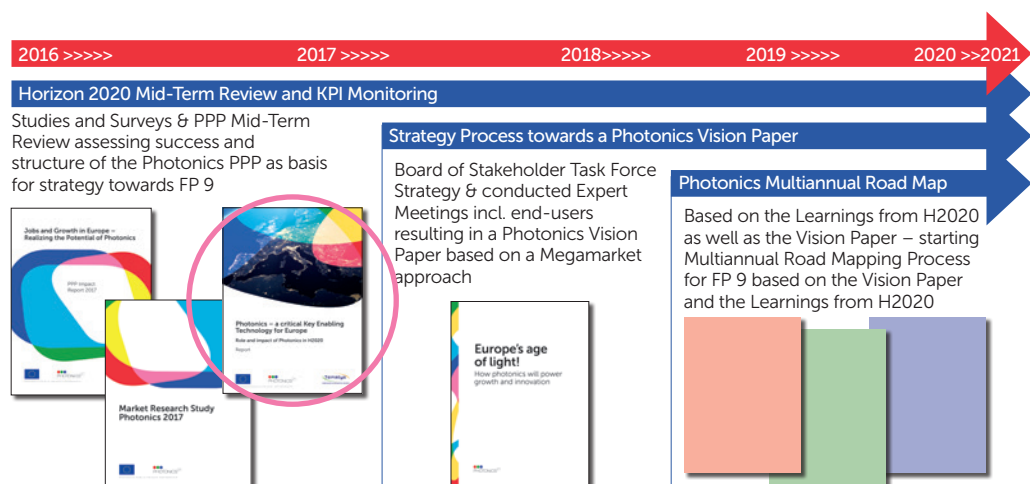 2016 >>>>>
2017 >>>>>
2018>>>>>
2019 >>>>>
2020 >>2021
Horizon 2020 Mid-Term Review and KPI Monitoring
Studies and Surveys & PPP Mid-Term
Review assessing success and
structure of the Photonics PPP as basis
for strategy towards FP 9
Strategy Process towards a Photonics Vision Paper
Board of Stakeholder Task Force
Strategy & conducted Expert
Meetings incl. end-users
resulting in a Photonics Vision
Paper based on a Megamarket
approach
Photonics Multiannual Road Map
Based on the Learnings from H2020
as well as the Vision Paper – starting
Multiannual Road Mapping Process
for FP 9 based on the Vision Paper
and the Learnings from H2020
Jobs and Growth in Europe –
Realizing the Potential of Photonics
PPP Impact
Report 2017
PHOTONICS²¹
Market Research Study
Photonics 2017
PHOTONICS²¹
Photonics – a critical Key Enabling
Technology for Europe
Role and impact of Photonics in H2020
Report
PHOTONICS²¹
Europe's age
of light!
How photonics will power
growth and innovation
PHOTONICS²¹